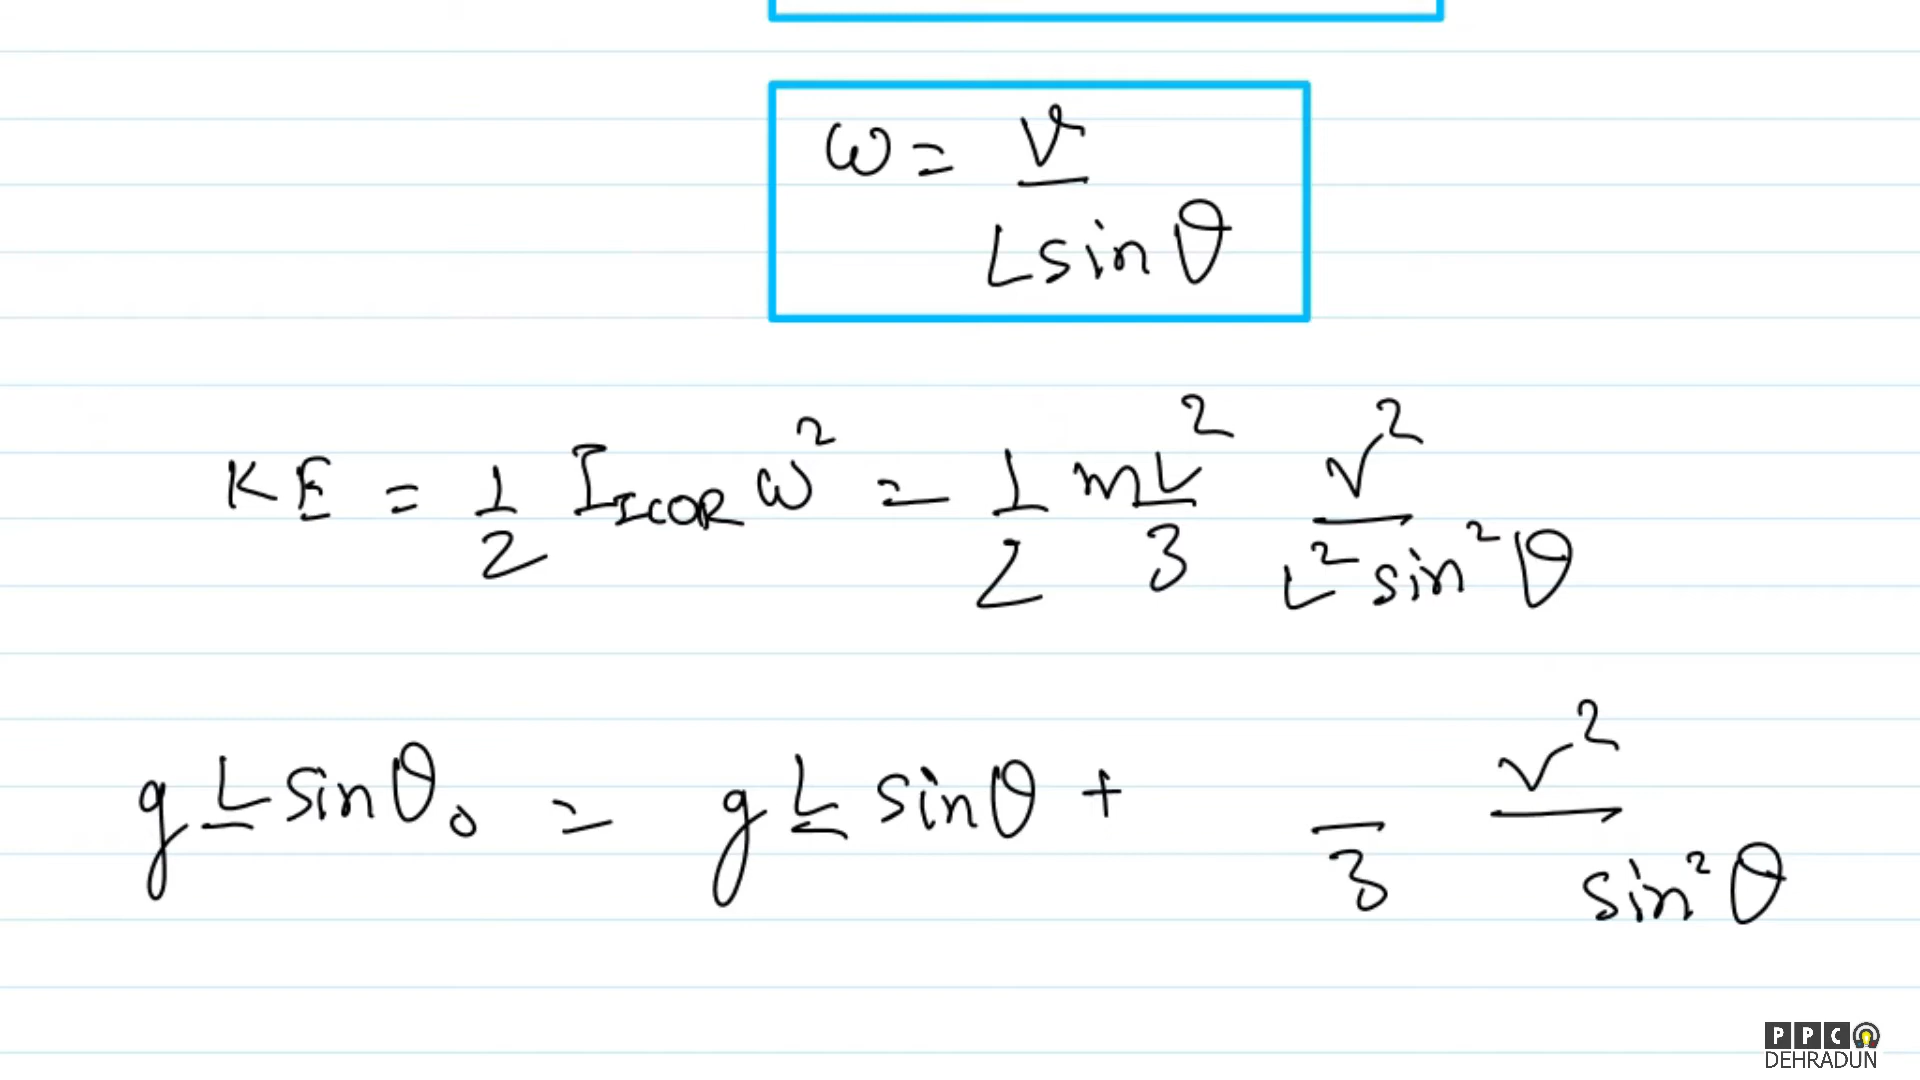 ω = v / L sin θ
KE = 1/2 I_ICOR ω² = 1/2 mL²/3 v² / L² sin² θ
g L sin θ₀ = g L sin θ + /3 v² / sin² θ
PPC
DEHRADUN